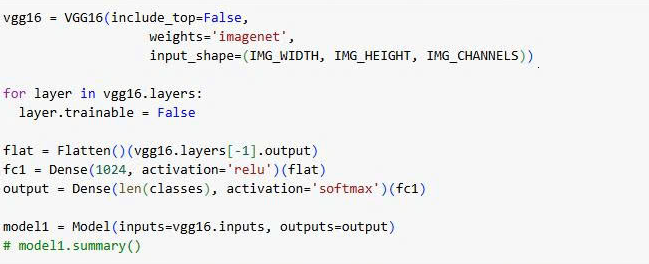 vgg16 = VGG16(include_top=False,
weights='imagenet',
input_shape=(IMG_WIDTH, IMG_HEIGHT, IMG_CHANNELS))
for layer in vgg16.layers:
layer.trainable = False
flat = Flatten()(vgg16.layers[-1].output)
fc1 = Dense(1024, activation='relu')(flat)
output = Dense(len(classes), activation='softmax')(fc1)
model1 = Model(inputs=vgg16.inputs, outputs=output)
# model1.summary()